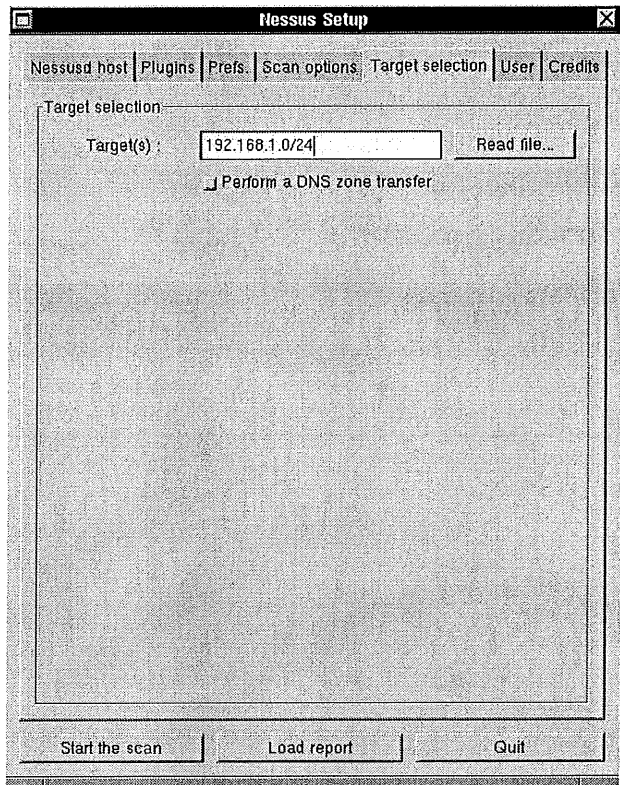 Nessus Setup
Nessusd host Plugins Prefs. Scan options Target selection User Credits
Target selection
Target(s) : 192.168.1.0/24 Read file...
Perform a DNS zone transfer
Start the scan Load report Quit